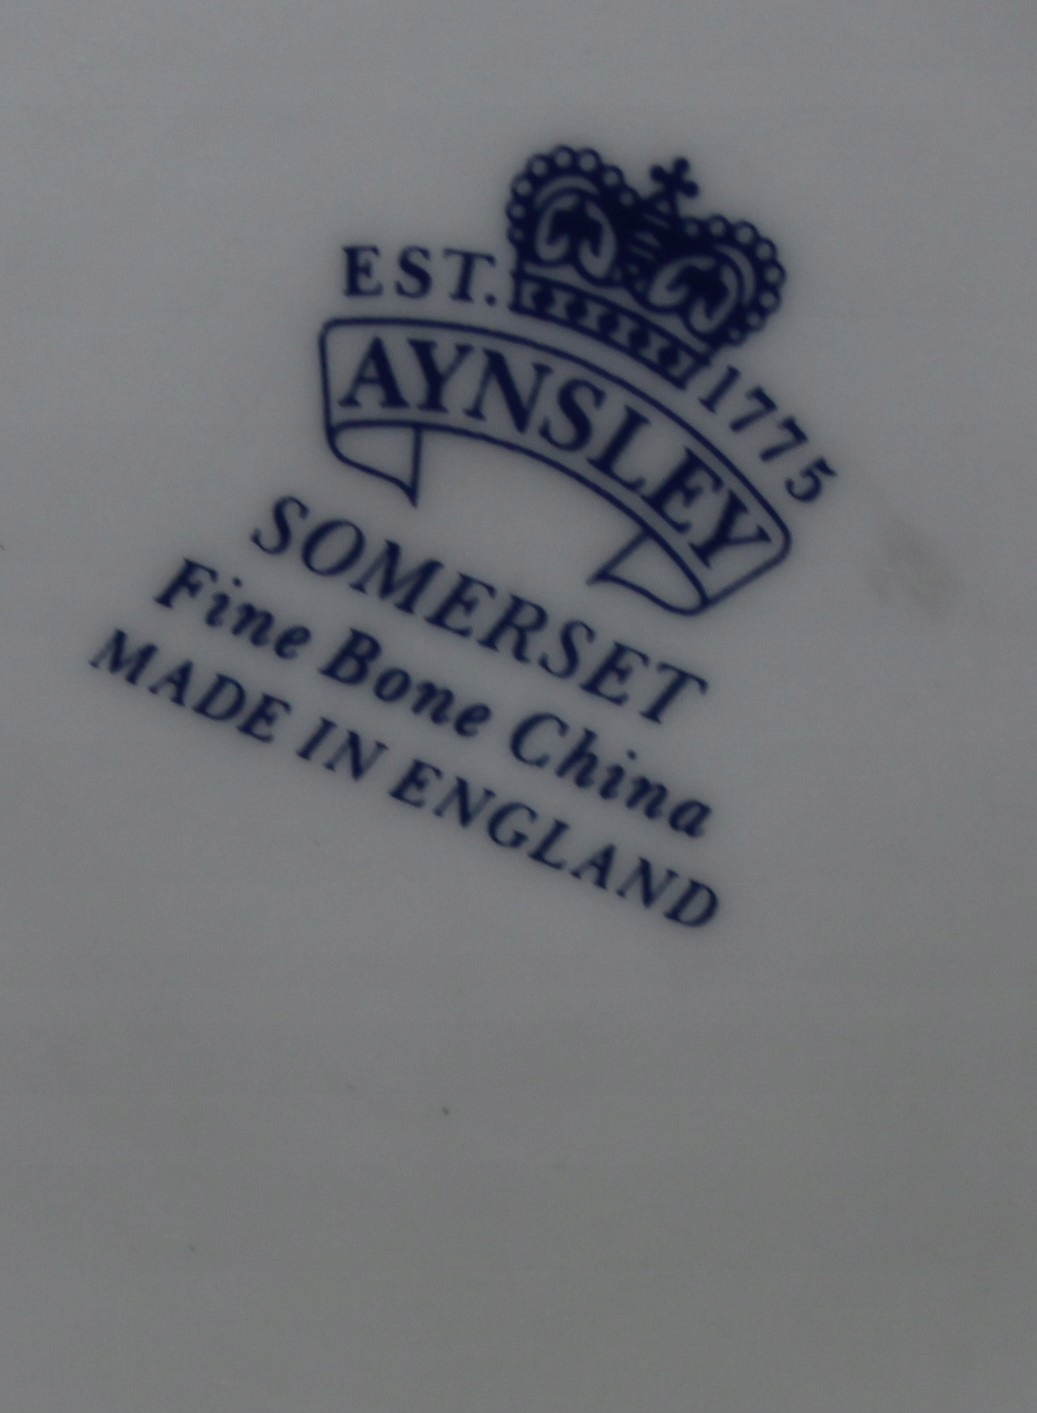 EST. 1775
AYNSLEY
SOMERSET
Fine Bone China
MADE IN ENGLAND